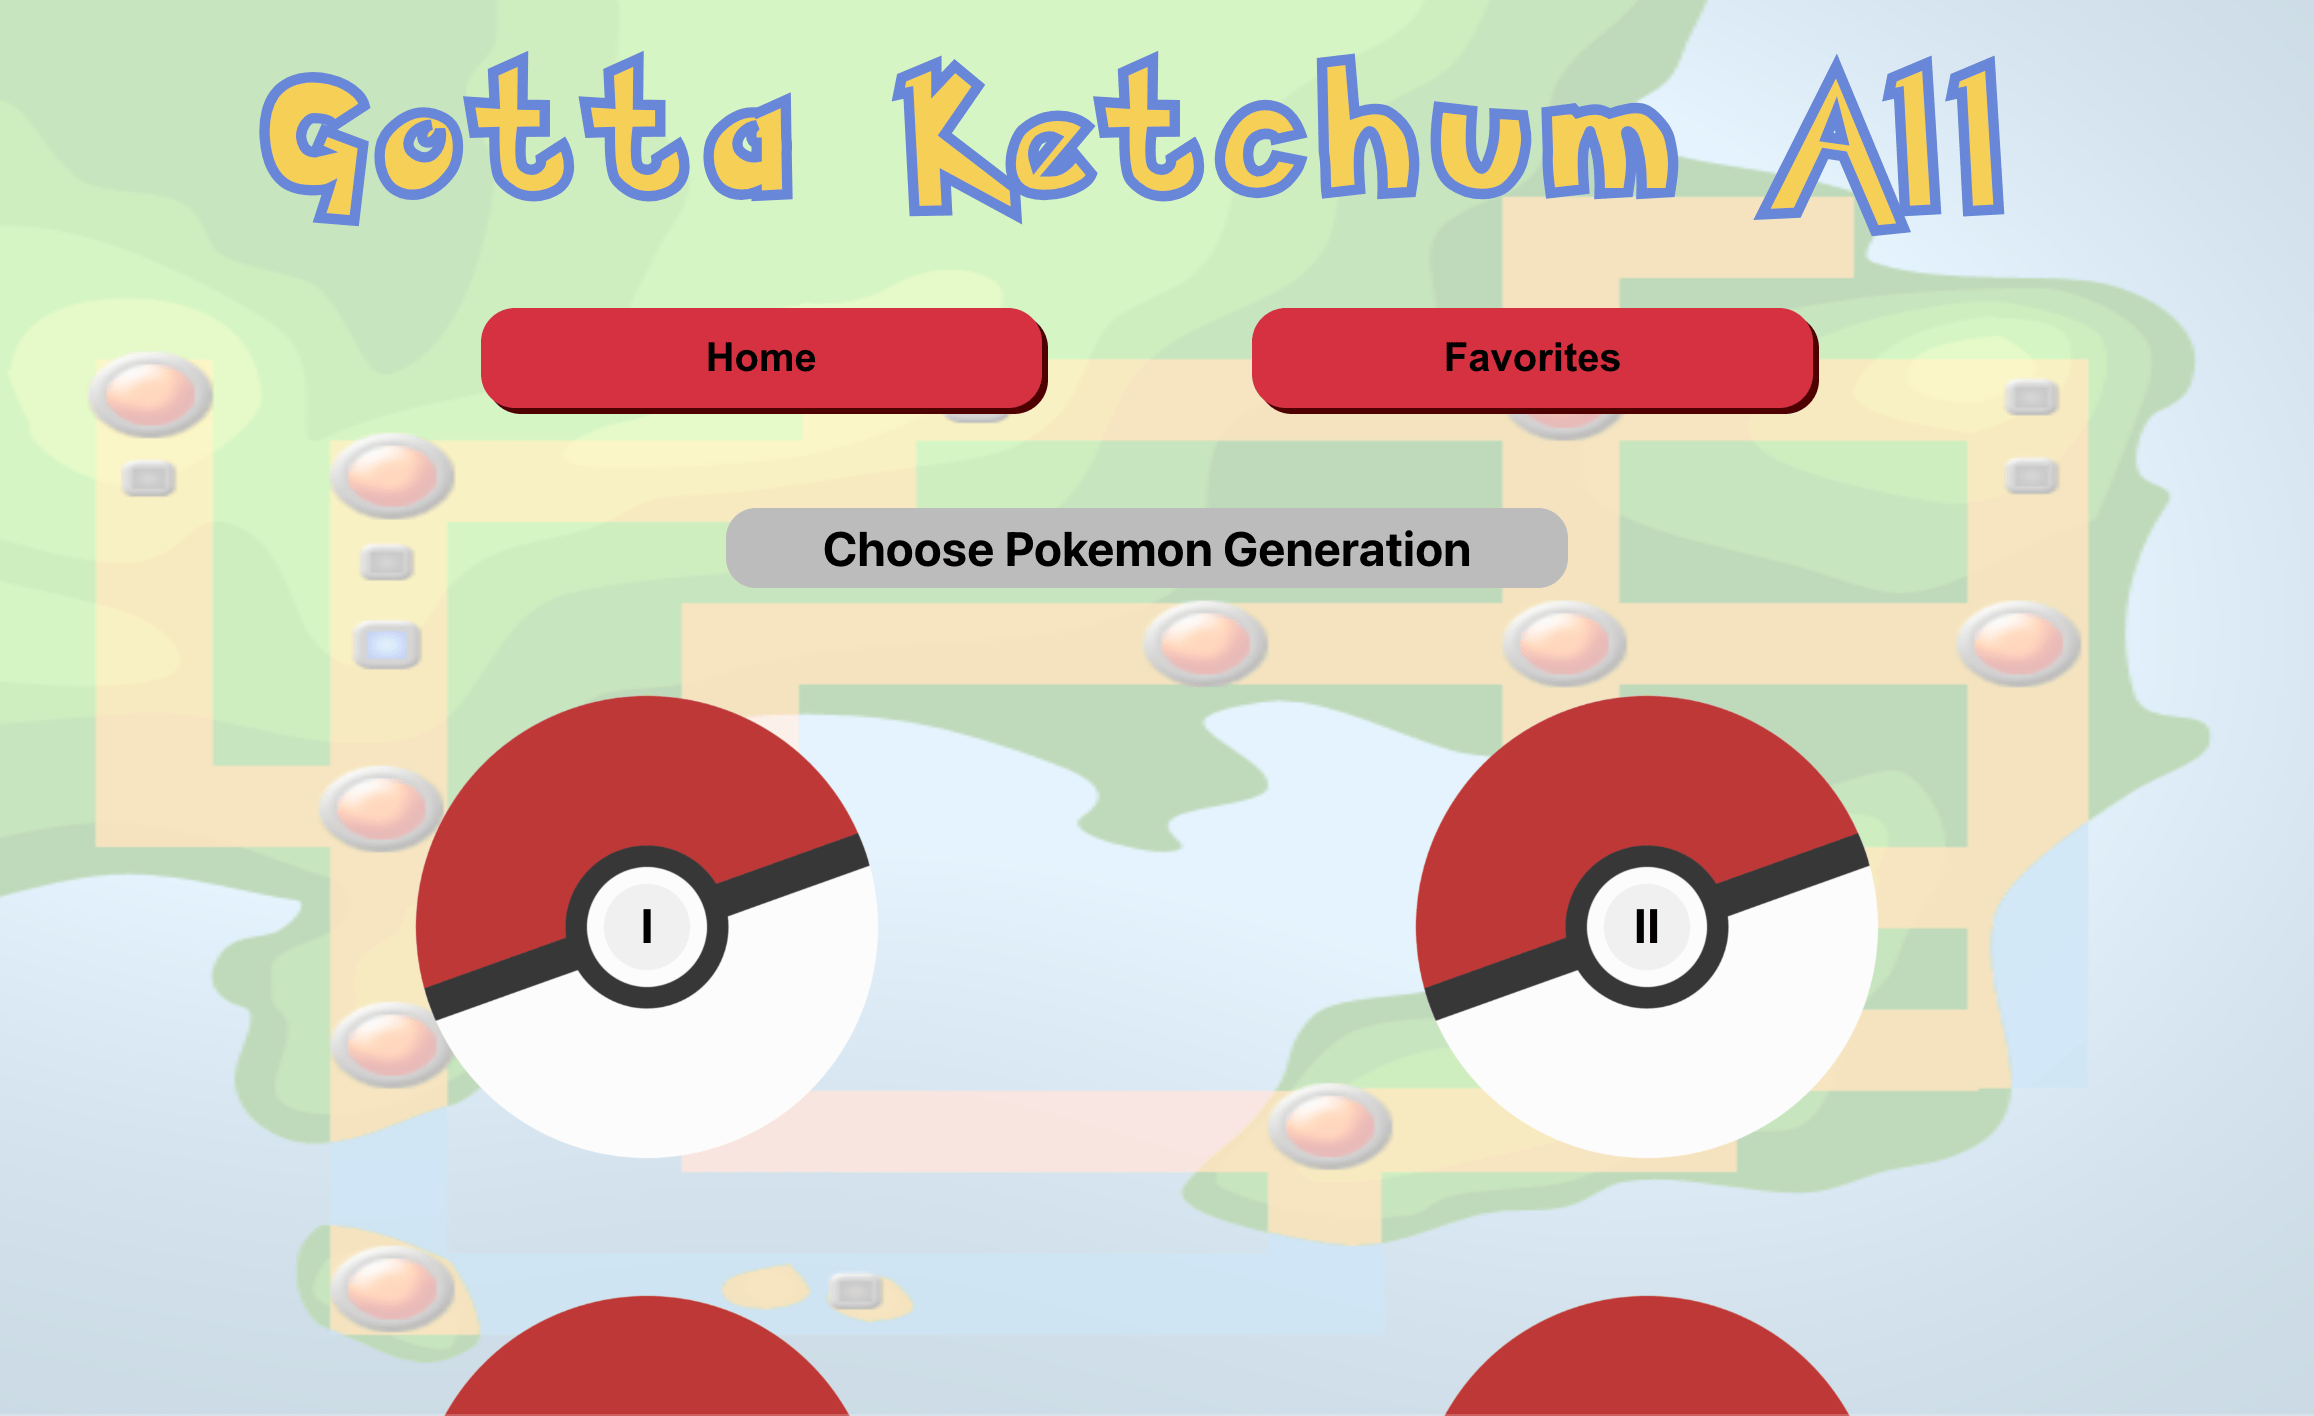 Gotta Ketchum All
Home
Favorites
Choose Pokemon Generation
I
II